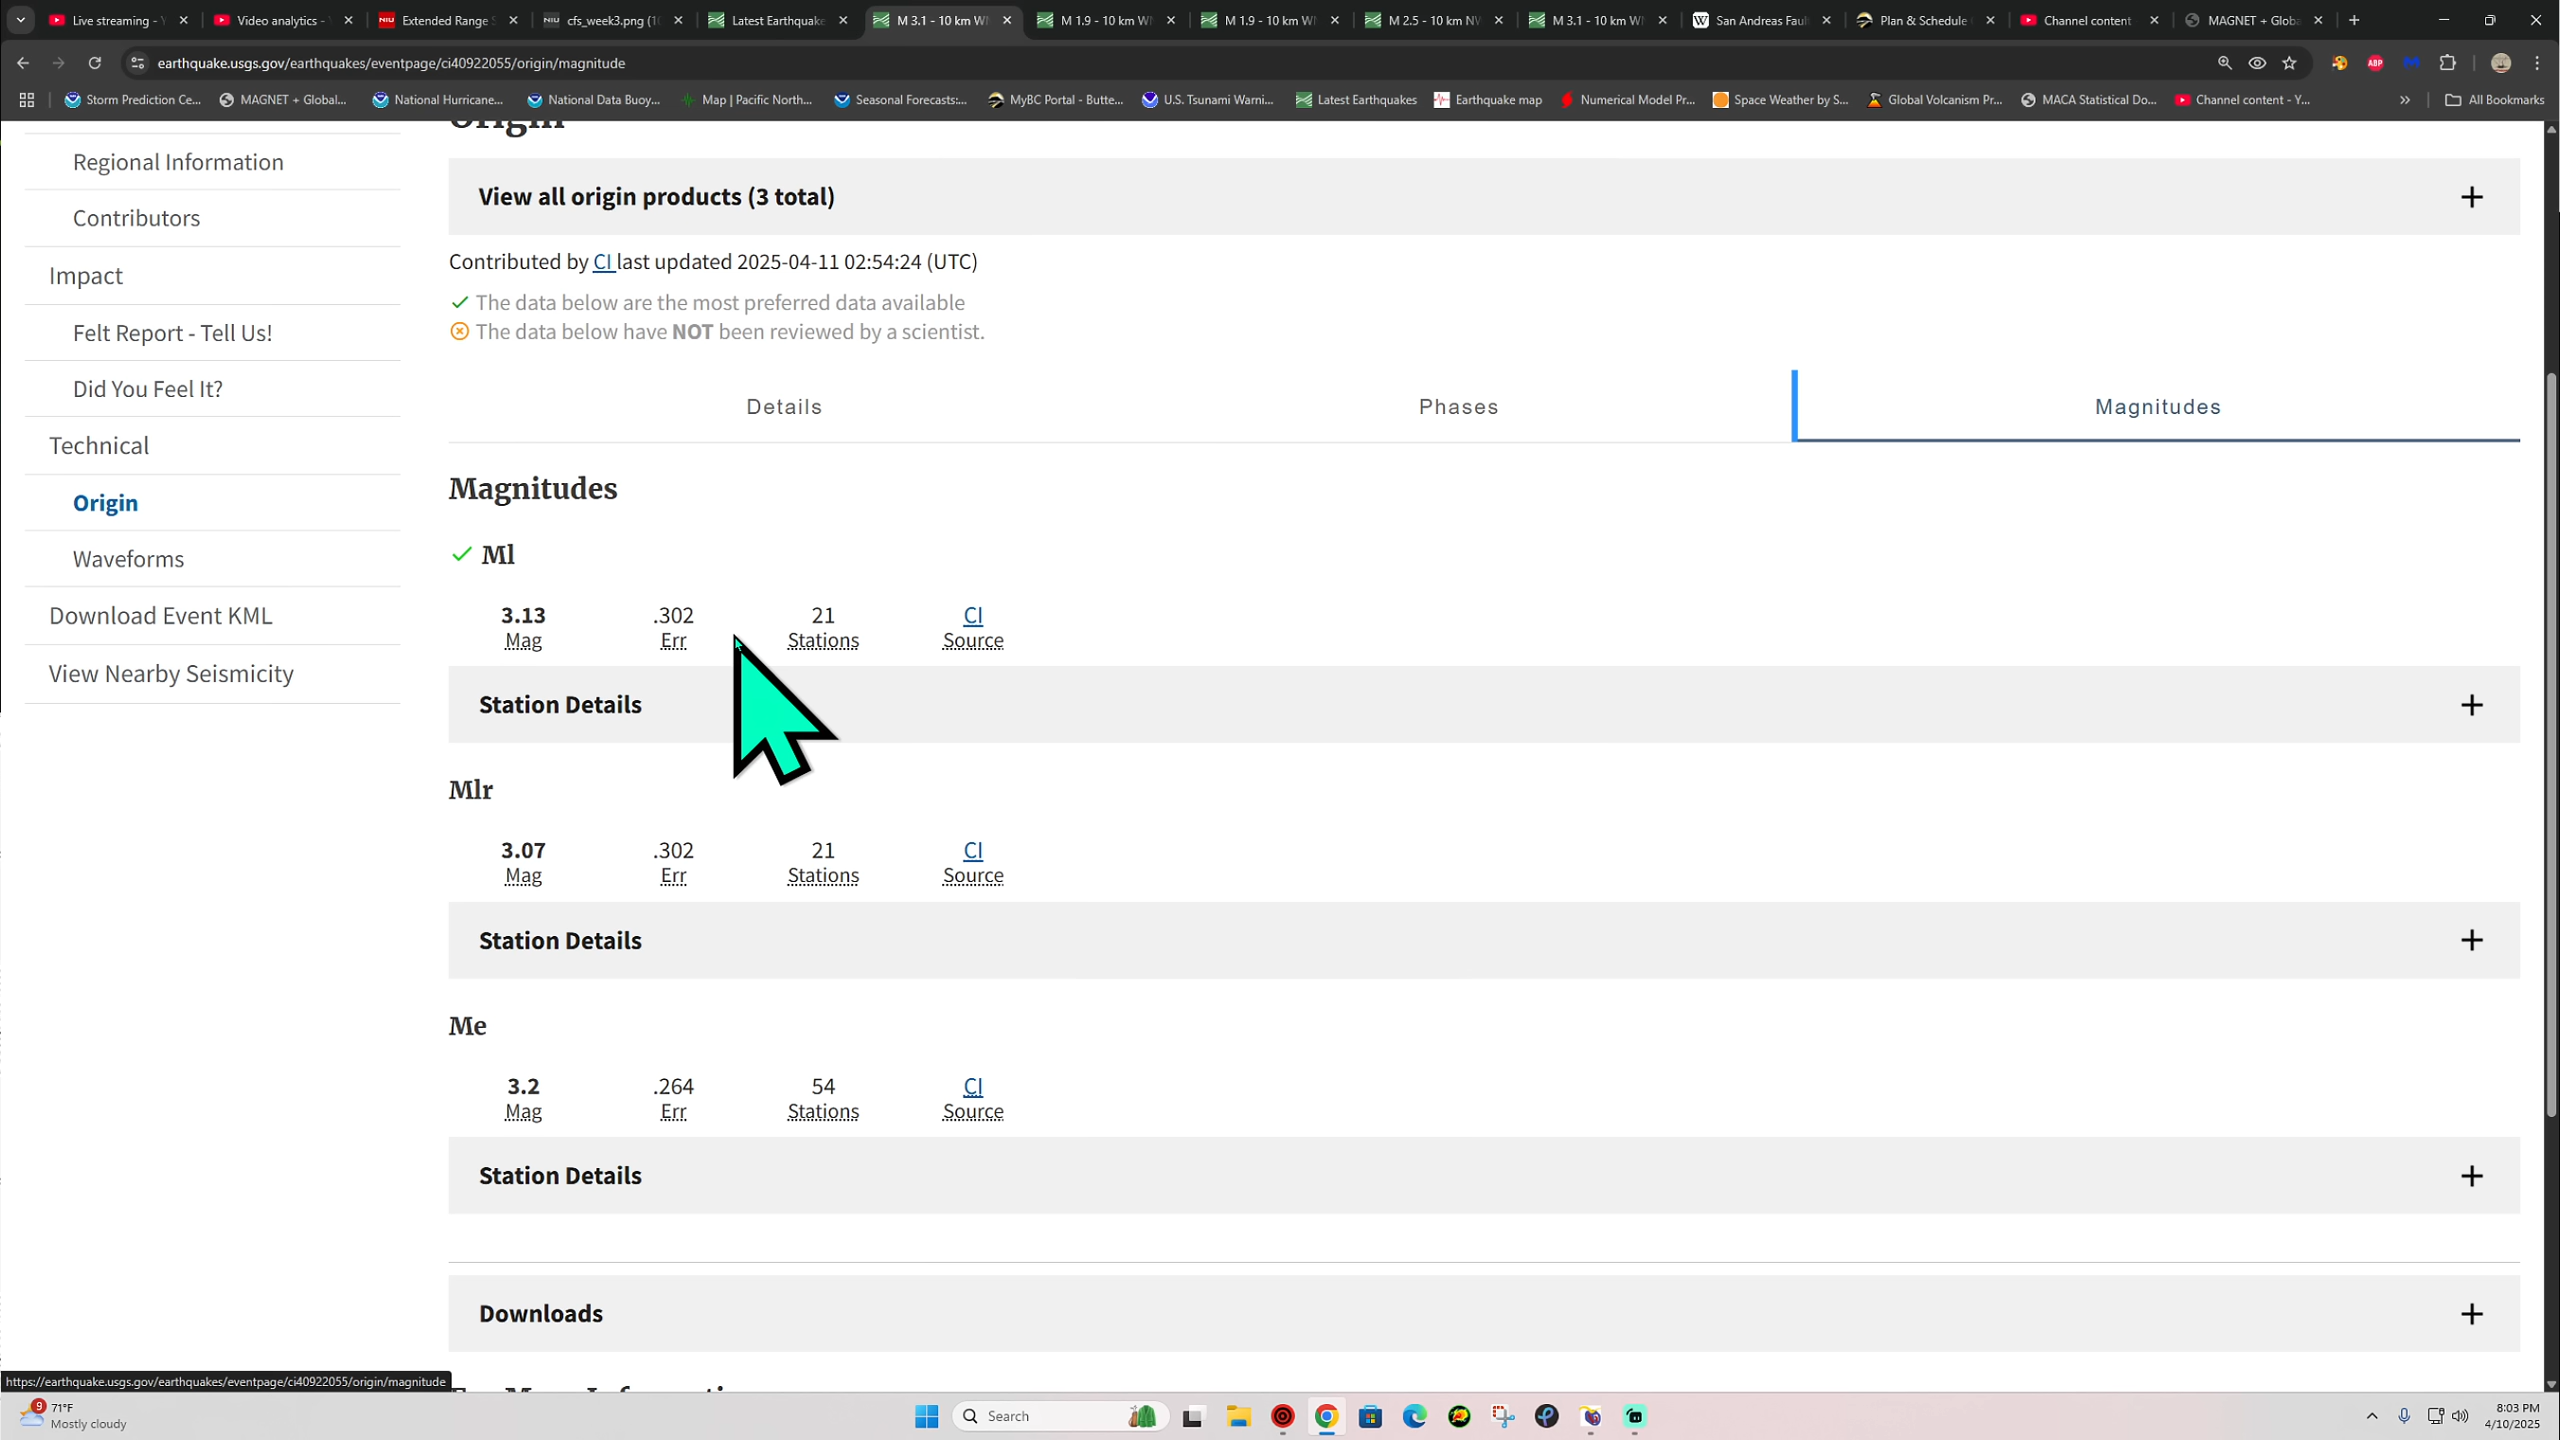 Live streaming - Y
Video analytics - Y
Extended Range S
cfs_week3.png (1
Latest Earthquake
M 3.1 - 10 km W
M 1.9 - 10 km W
M 1.9 - 10 km W
M 2.5 - 10 km NV
M 3.1 - 10 km W
San Andreas Faul
Plan & Schedule
Channel content
MAGNET + Globa
earthquake.usgs.gov/earthquakes/eventpage/ci40922055/origin/magnitude
Storm Prediction Ce...
MAGNET + Global...
National Hurricane...
National Data Buoy...
Map | Pacific North...
Seasonal Forecasts:...
MyBC Portal - Butte...
U.S. Tsunami Warni...
Latest Earthquakes
Earthquake map
Numerical Model Pr...
Space Weather by S...
Global Volcanism Pr...
MACA Statistical Do...
Channel content - Y...
All Bookmarks
Origin
Regional Information
Contributors
Impact
Felt Report - Tell Us!
Did You Feel It?
Technical
Origin
Waveforms
Download Event KML
View Nearby Seismicity
View all origin products (3 total)
Contributed by CI last updated 2025-04-11 02:54:24 (UTC)
The data below are the most preferred data available
The data below have NOT been reviewed by a scientist.
Details
Phases
Magnitudes
Magnitudes
Ml
3.13 .302 21 CI
Mag Err Stations Source
Station Details
Mlr
3.07 .302 21 CI
Mag Err Stations Source
Station Details
Me
3.2 .264 54 CI
Mag Err Stations Source
Station Details
Downloads
https://earthquake.usgs.gov/earthquakes/eventpage/ci40922055/origin/magnitude
9
71°F
Mostly cloudy
Search
8:03 PM
4/10/2025